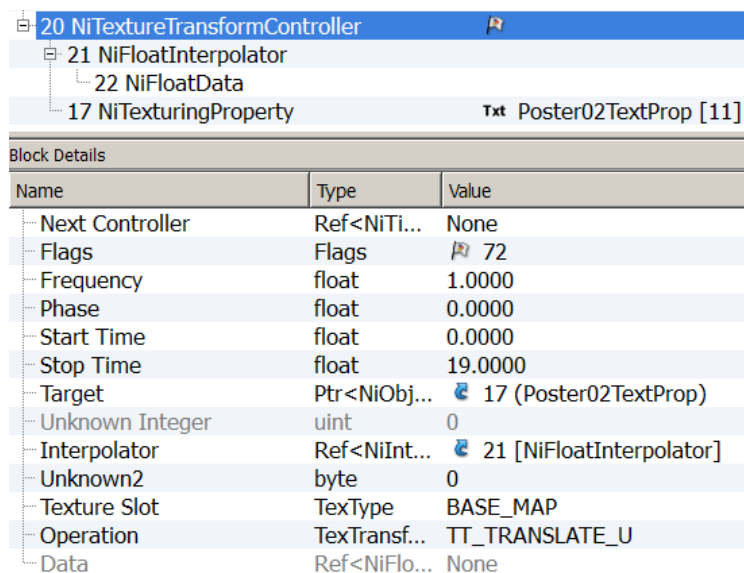 20 NiTextureTransformController
21 NiFloatInterpolator
22 NiFloatData
17 NiTexturingProperty Txt Poster02TextProp [11]
Block Details
Name Type Value
Next Controller Ref<NiTi... None
Flags Flags 72
Frequency float 1.0000
Phase float 0.0000
Start Time float 0.0000
Stop Time float 19.0000
Target Ptr<NiObj... 17 (Poster02TextProp)
Unknown Integer uint 0
Interpolator Ref<NiInt... 21 [NiFloatInterpolator]
Unknown2 byte 0
Texture Slot TexType BASE_MAP
Operation TexTransf... TT_TRANSLATE_U
Data Ref<NiFlo... None